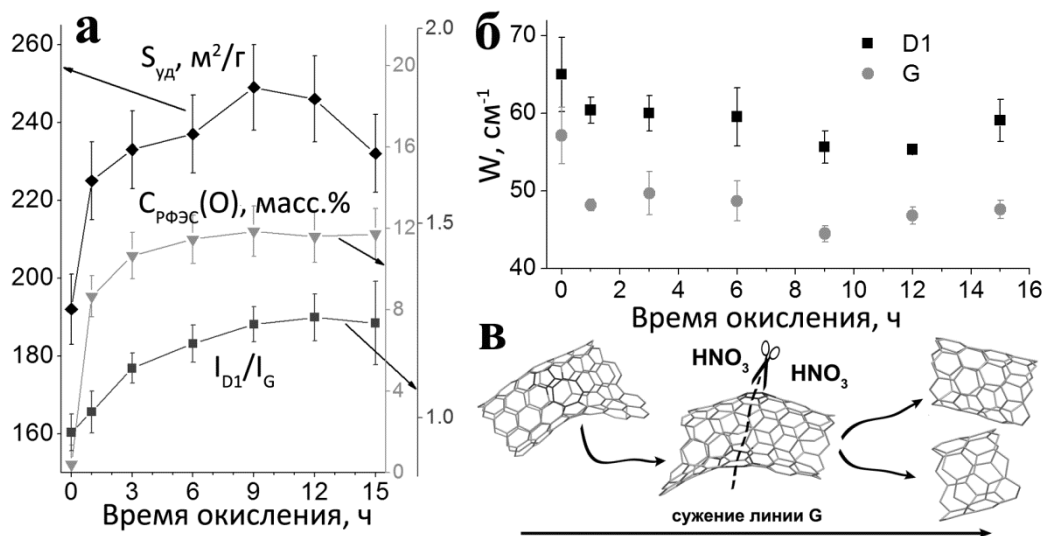 а
S_уд, м²/г
C_РФЭС(O), масс.%
I_D1/I_G
260
240
220
200
180
160
20
16
12
8
4
0
2.0
1.5
1.0
0 3 6 9 12 15
Время окисления, ч
б
D1
G
W, см⁻¹
70
60
50
40
0 2 4 6 8 10 12 14 16
Время окисления, ч
в
HNO₃ HNO₃
сужение линии G